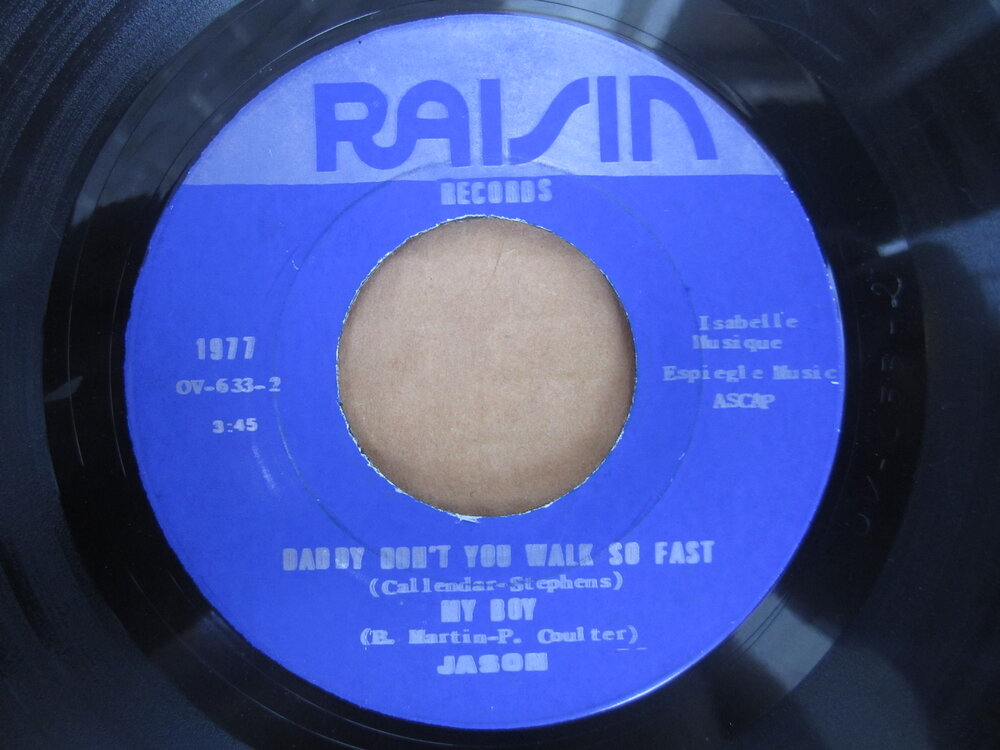 RAISIN
RECORDS
1977
OV-633-2
3:45
Isabelle
Musique
Espiegle Music
ASCAP
DADDY DON'T YOU WALK SO FAST
(Callendar-Stephens)
MY BOY
(B. Martin-P. Coulter)
JASON